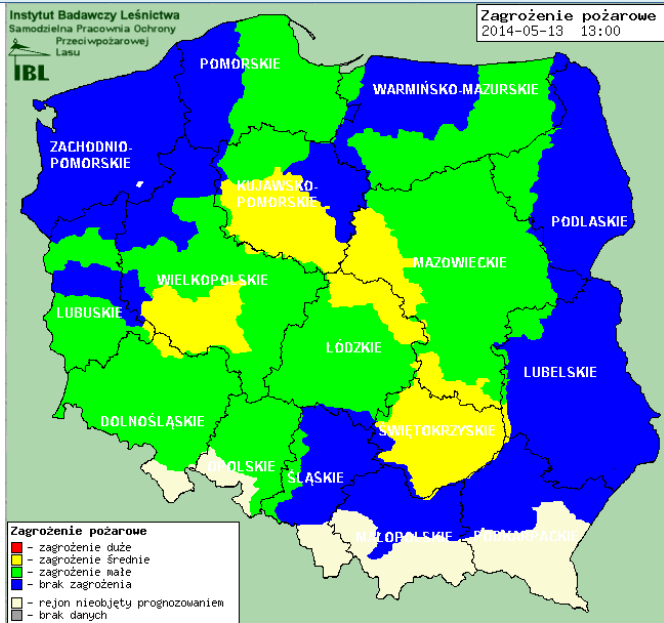 Instytut Badawczy Leśnictwa
Samodzielna Pracownia Ochrony
Przeciwpożarowej
Lasu
IBL
Zagrożenie pożarowe
2014-05-13 13:00
POMORSKIE
WARMIŃSKO-MAZURSKIE
ZACHODNIO-
POMORSKIE
KUJAWSKO-
POMORSKIE
PODLASKIE
MAZOWIECKIE
WIELKOPOLSKIE
LUBUSKIE
ŁÓDZKIE
LUBELSKIE
DOLNOŚLĄSKIE
ŚWIĘTOKRZYSKIE
OPOLSKIE
ŚLĄSKIE
MAŁOPOLSKIE
PODKARPACKIE
Zagrożenie pożarowe
- zagrożenie duże
- zagrożenie średnie
- zagrożenie małe
- brak zagrożenia
- rejon nieobjęty prognozowaniem
- brak danych